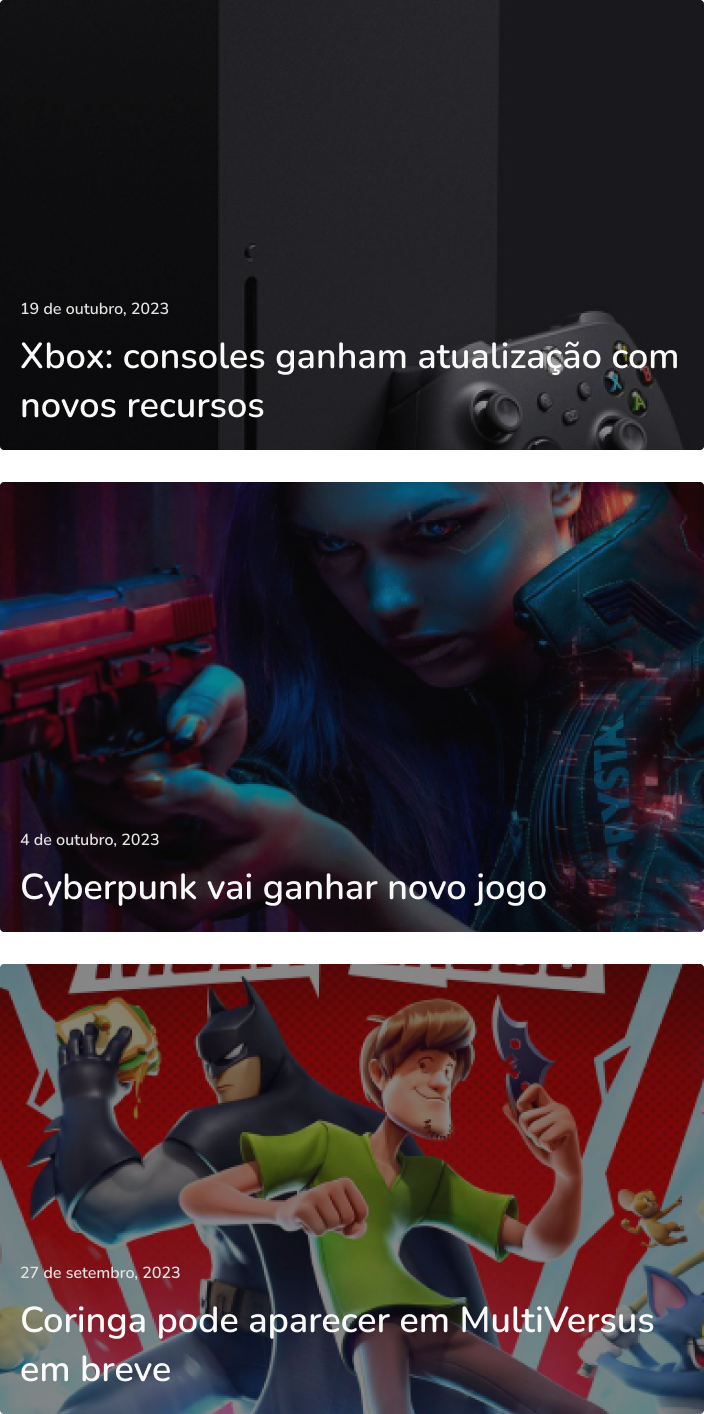 19 de outubro, 2023
Xbox: consoles ganham atualização com
novos recursos
4 de outubro, 2023
Cyberpunk vai ganhar novo jogo
27 de setembro, 2023
Coringa pode aparecer em MultiVersus
em breve